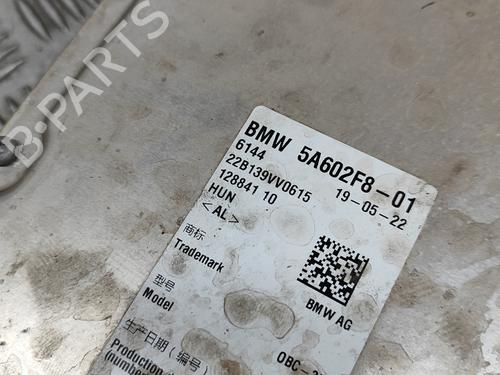 B-PARTS
BMW 5A602F8-01
6144 19-05-22
22B139VV0615
128841 10
HUN
<AL>
商标
Trademark
型号
Model
BMW AG
生产日期（编号）
Production
(number)
OBC-